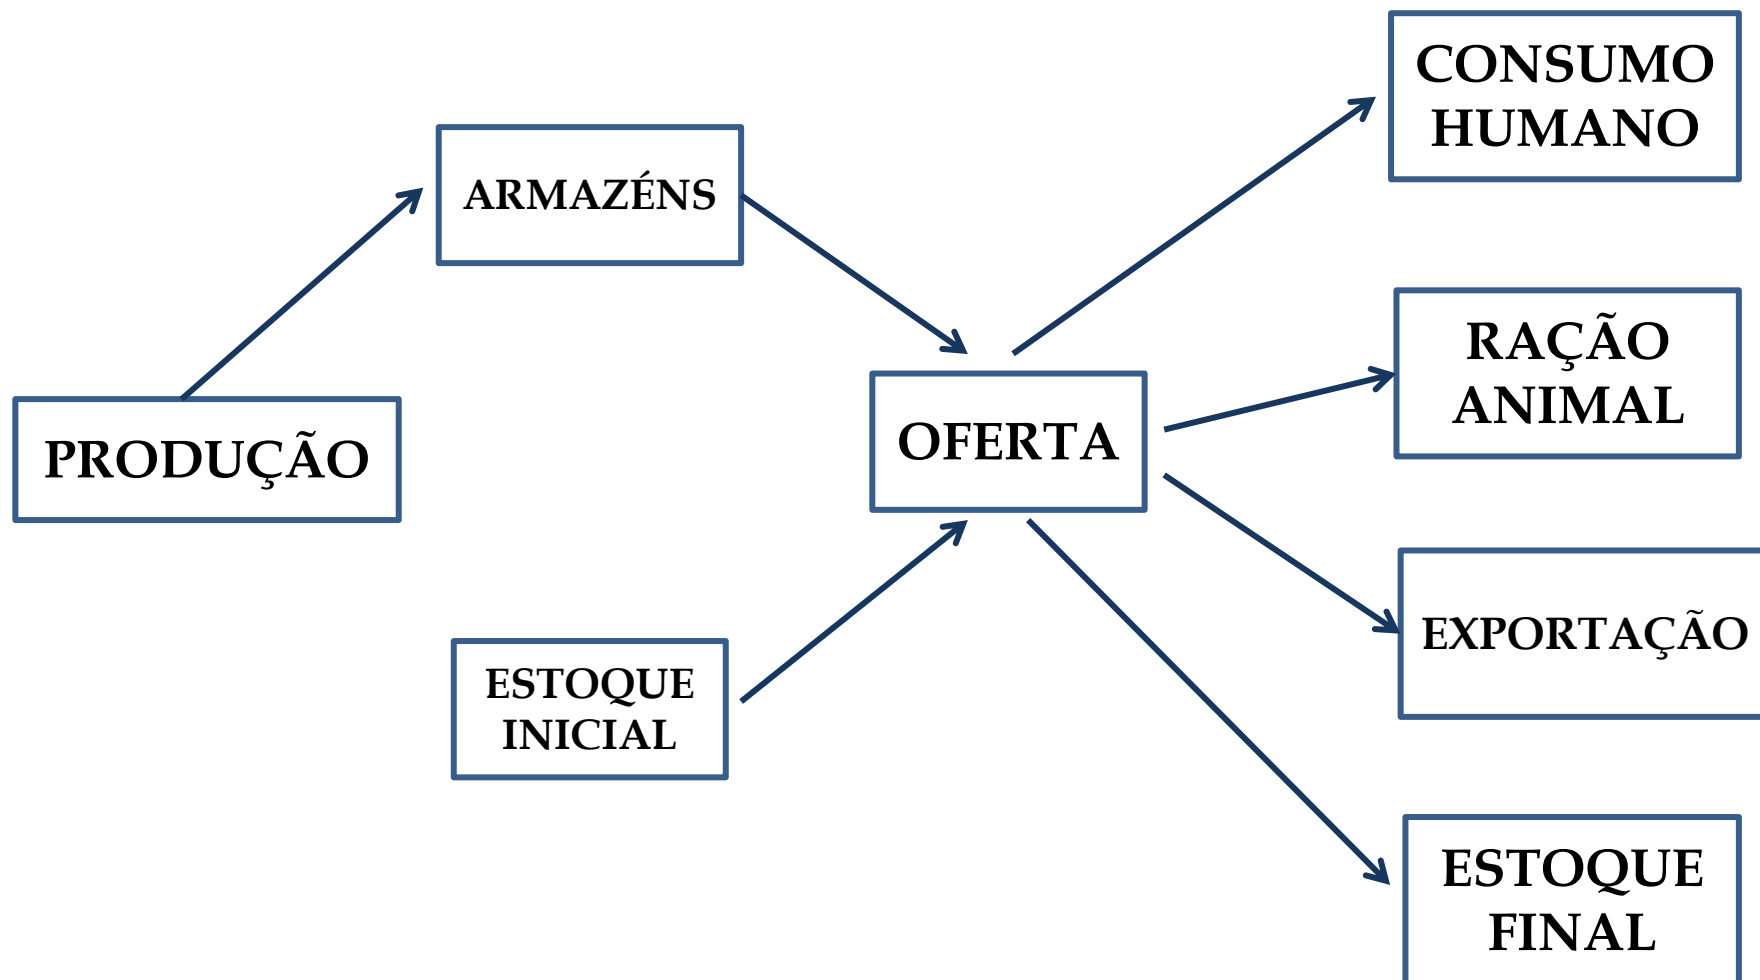 CONSUMO
HUMANO
ARMAZÉNS
RAÇÃO
ANIMAL
PRODUÇÃO
OFERTA
EXPORTAÇÃO
ESTOQUE
INICIAL
ESTOQUE
FINAL